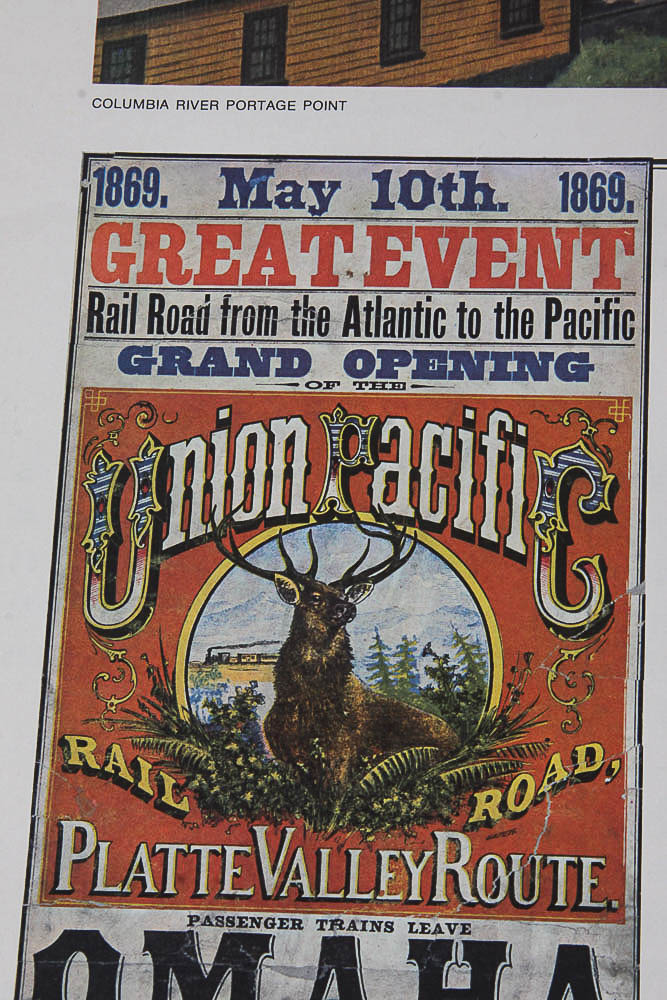 COLUMBIA RIVER PORTAGE POINT
1869. May 10th. 1869.
GREAT EVENT
Rail Road from the Atlantic to the Pacific
GRAND OPENING
OF THE
Union Pacific
RAIL ROAD,
PLATTE VALLEY ROUTE.
PASSENGER TRAINS LEAVE
OMAHA